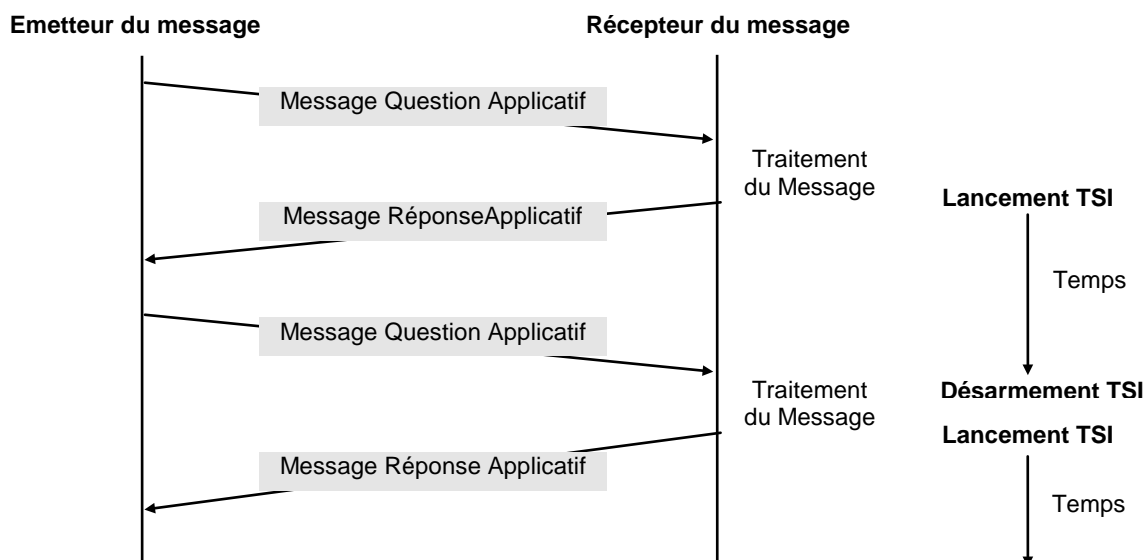 Emetteur du message
Récepteur du message
Message Question Applicatif
Traitement
du Message
Lancement TSI
Message RéponseApplicatif
Temps
Message Question Applicatif
Traitement
du Message
Désarmement TSI
Lancement TSI
Message Réponse Applicatif
Temps